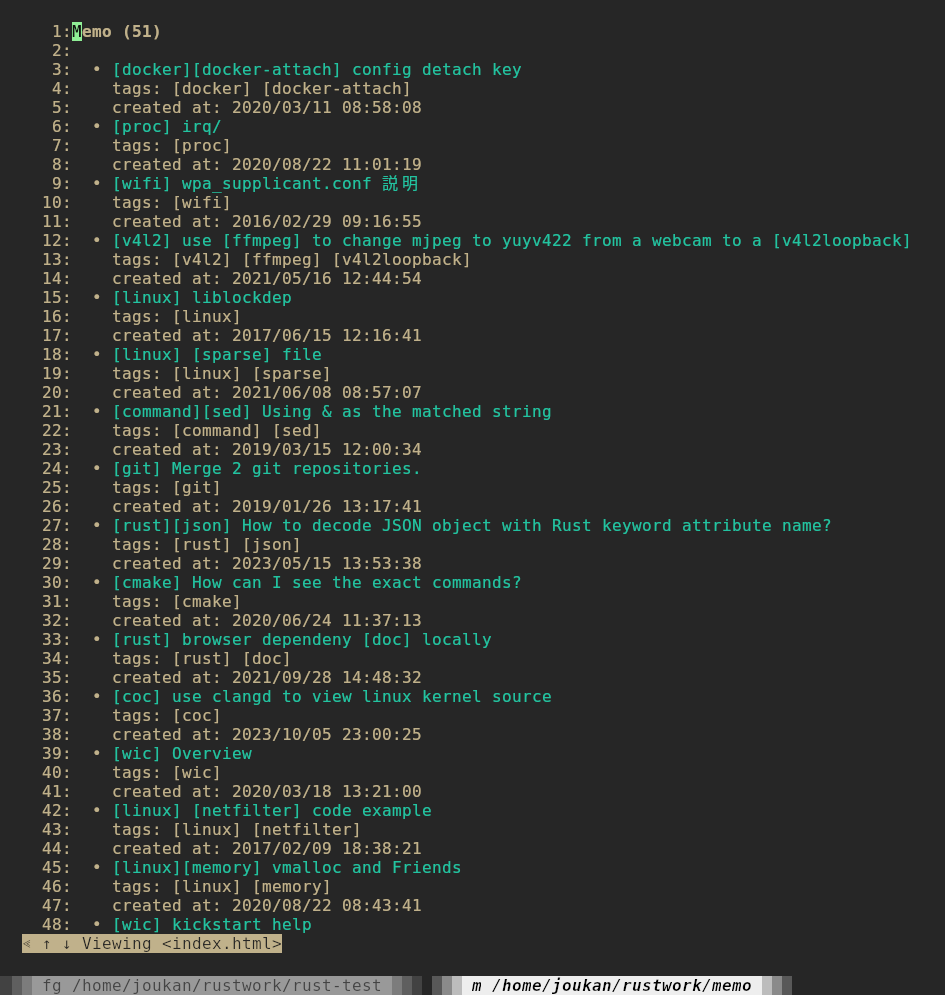 1:Memo (51)
2:
3: • [docker][docker-attach] config detach key
4: tags: [docker] [docker-attach]
5: created at: 2020/03/11 08:58:08
6: • [proc] irq/
7: tags: [proc]
8: created at: 2020/08/22 11:01:19
9: • [wifi] wpa_supplicant.conf 説明
10: tags: [wifi]
11: created at: 2016/02/29 09:16:55
12: • [v4l2] use [ffmpeg] to change mjpeg to yuyv422 from a webcam to a [v4l2loopback]
13: tags: [v4l2] [ffmpeg] [v4l2loopback]
14: created at: 2021/05/16 12:44:54
15: • [linux] liblockdep
16: tags: [linux]
17: created at: 2017/06/15 12:16:41
18: • [linux] [sparse] file
19: tags: [linux] [sparse]
20: created at: 2021/06/08 08:57:07
21: • [command][sed] Using & as the matched string
22: tags: [command] [sed]
23: created at: 2019/03/15 12:00:34
24: • [git] Merge 2 git repositories.
25: tags: [git]
26: created at: 2019/01/26 13:17:41
27: • [rust][json] How to decode JSON object with Rust keyword attribute name?
28: tags: [rust] [json]
29: created at: 2023/05/15 13:53:38
30: • [cmake] How can I see the exact commands?
31: tags: [cmake]
32: created at: 2020/06/24 11:37:13
33: • [rust] browser dependeny [doc] locally
34: tags: [rust] [doc]
35: created at: 2021/09/28 14:48:32
36: • [coc] use clangd to view linux kernel source
37: tags: [coc]
38: created at: 2023/10/05 23:00:25
39: • [wic] Overview
40: tags: [wic]
41: created at: 2020/03/18 13:21:00
42: • [linux] [netfilter] code example
43: tags: [linux] [netfilter]
44: created at: 2017/02/09 18:38:21
45: • [linux][memory] vmalloc and Friends
46: tags: [linux] [memory]
47: created at: 2020/08/22 08:43:41
48: • [wic] kickstart help
⩤ ↑ ↓ Viewing <index.html>
fg /home/joukan/rustwork/rust-test m /home/joukan/rustwork/memo